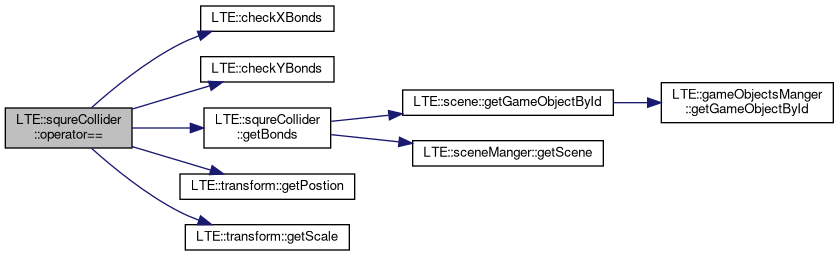 LTE::checkXBonds
LTE::checkYBonds
LTE::squreCollider
::operator==
LTE::squreCollider
::getBonds
LTE::scene::getGameObjectById
LTE::gameObjectsManger
::getGameObjectById
LTE::sceneManger::getScene
LTE::transform::getPostion
LTE::transform::getScale